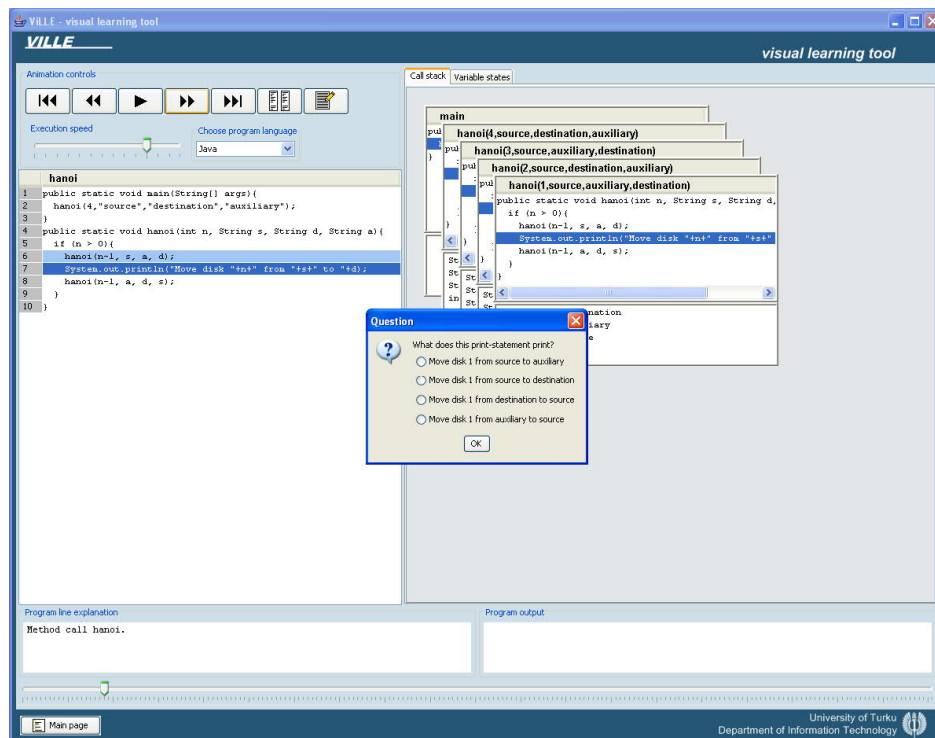 ViLLE - visual learning tool
VILLE
visual learning tool
Animation controls
Execution speed
Choose program language
Java
hanoi
1 public static void main(String[] args){
2 hanoi(4,"source","destination","auxiliary");
3 }
4 public static void hanoi(int n, String s, String d, String a){
5 if (n > 0){
6 hanoi(n-1, s, a, d);
7 System.out.println("Move disk "+n+" from "+s+" to "+d);
8 hanoi(n-1, a, d, s);
9 }
10 }
Call stack Variable states
main
hanoi(4,source,destination,auxiliary)
hanoi(3,source,auxiliary,destination)
hanoi(2,source,destination,auxiliary)
hanoi(1,source,auxiliary,destination)
public static void hanoi(int n, String s, String d,
if (n > 0){
hanoi(n-1, s, a, d);
System.out.println("Move disk "+n+" from "+s+"
hanoi(n-1, a, d, s);
}
}
Question
What does this print-statement print?
Move disk 1 from source to auxiliary
Move disk 1 from source to destination
Move disk 1 from destination to source
Move disk 1 from auxiliary to source
OK
Program line explanation
Method call hanoi.
Program output
Main page
University of Turku
Department of Information Technology